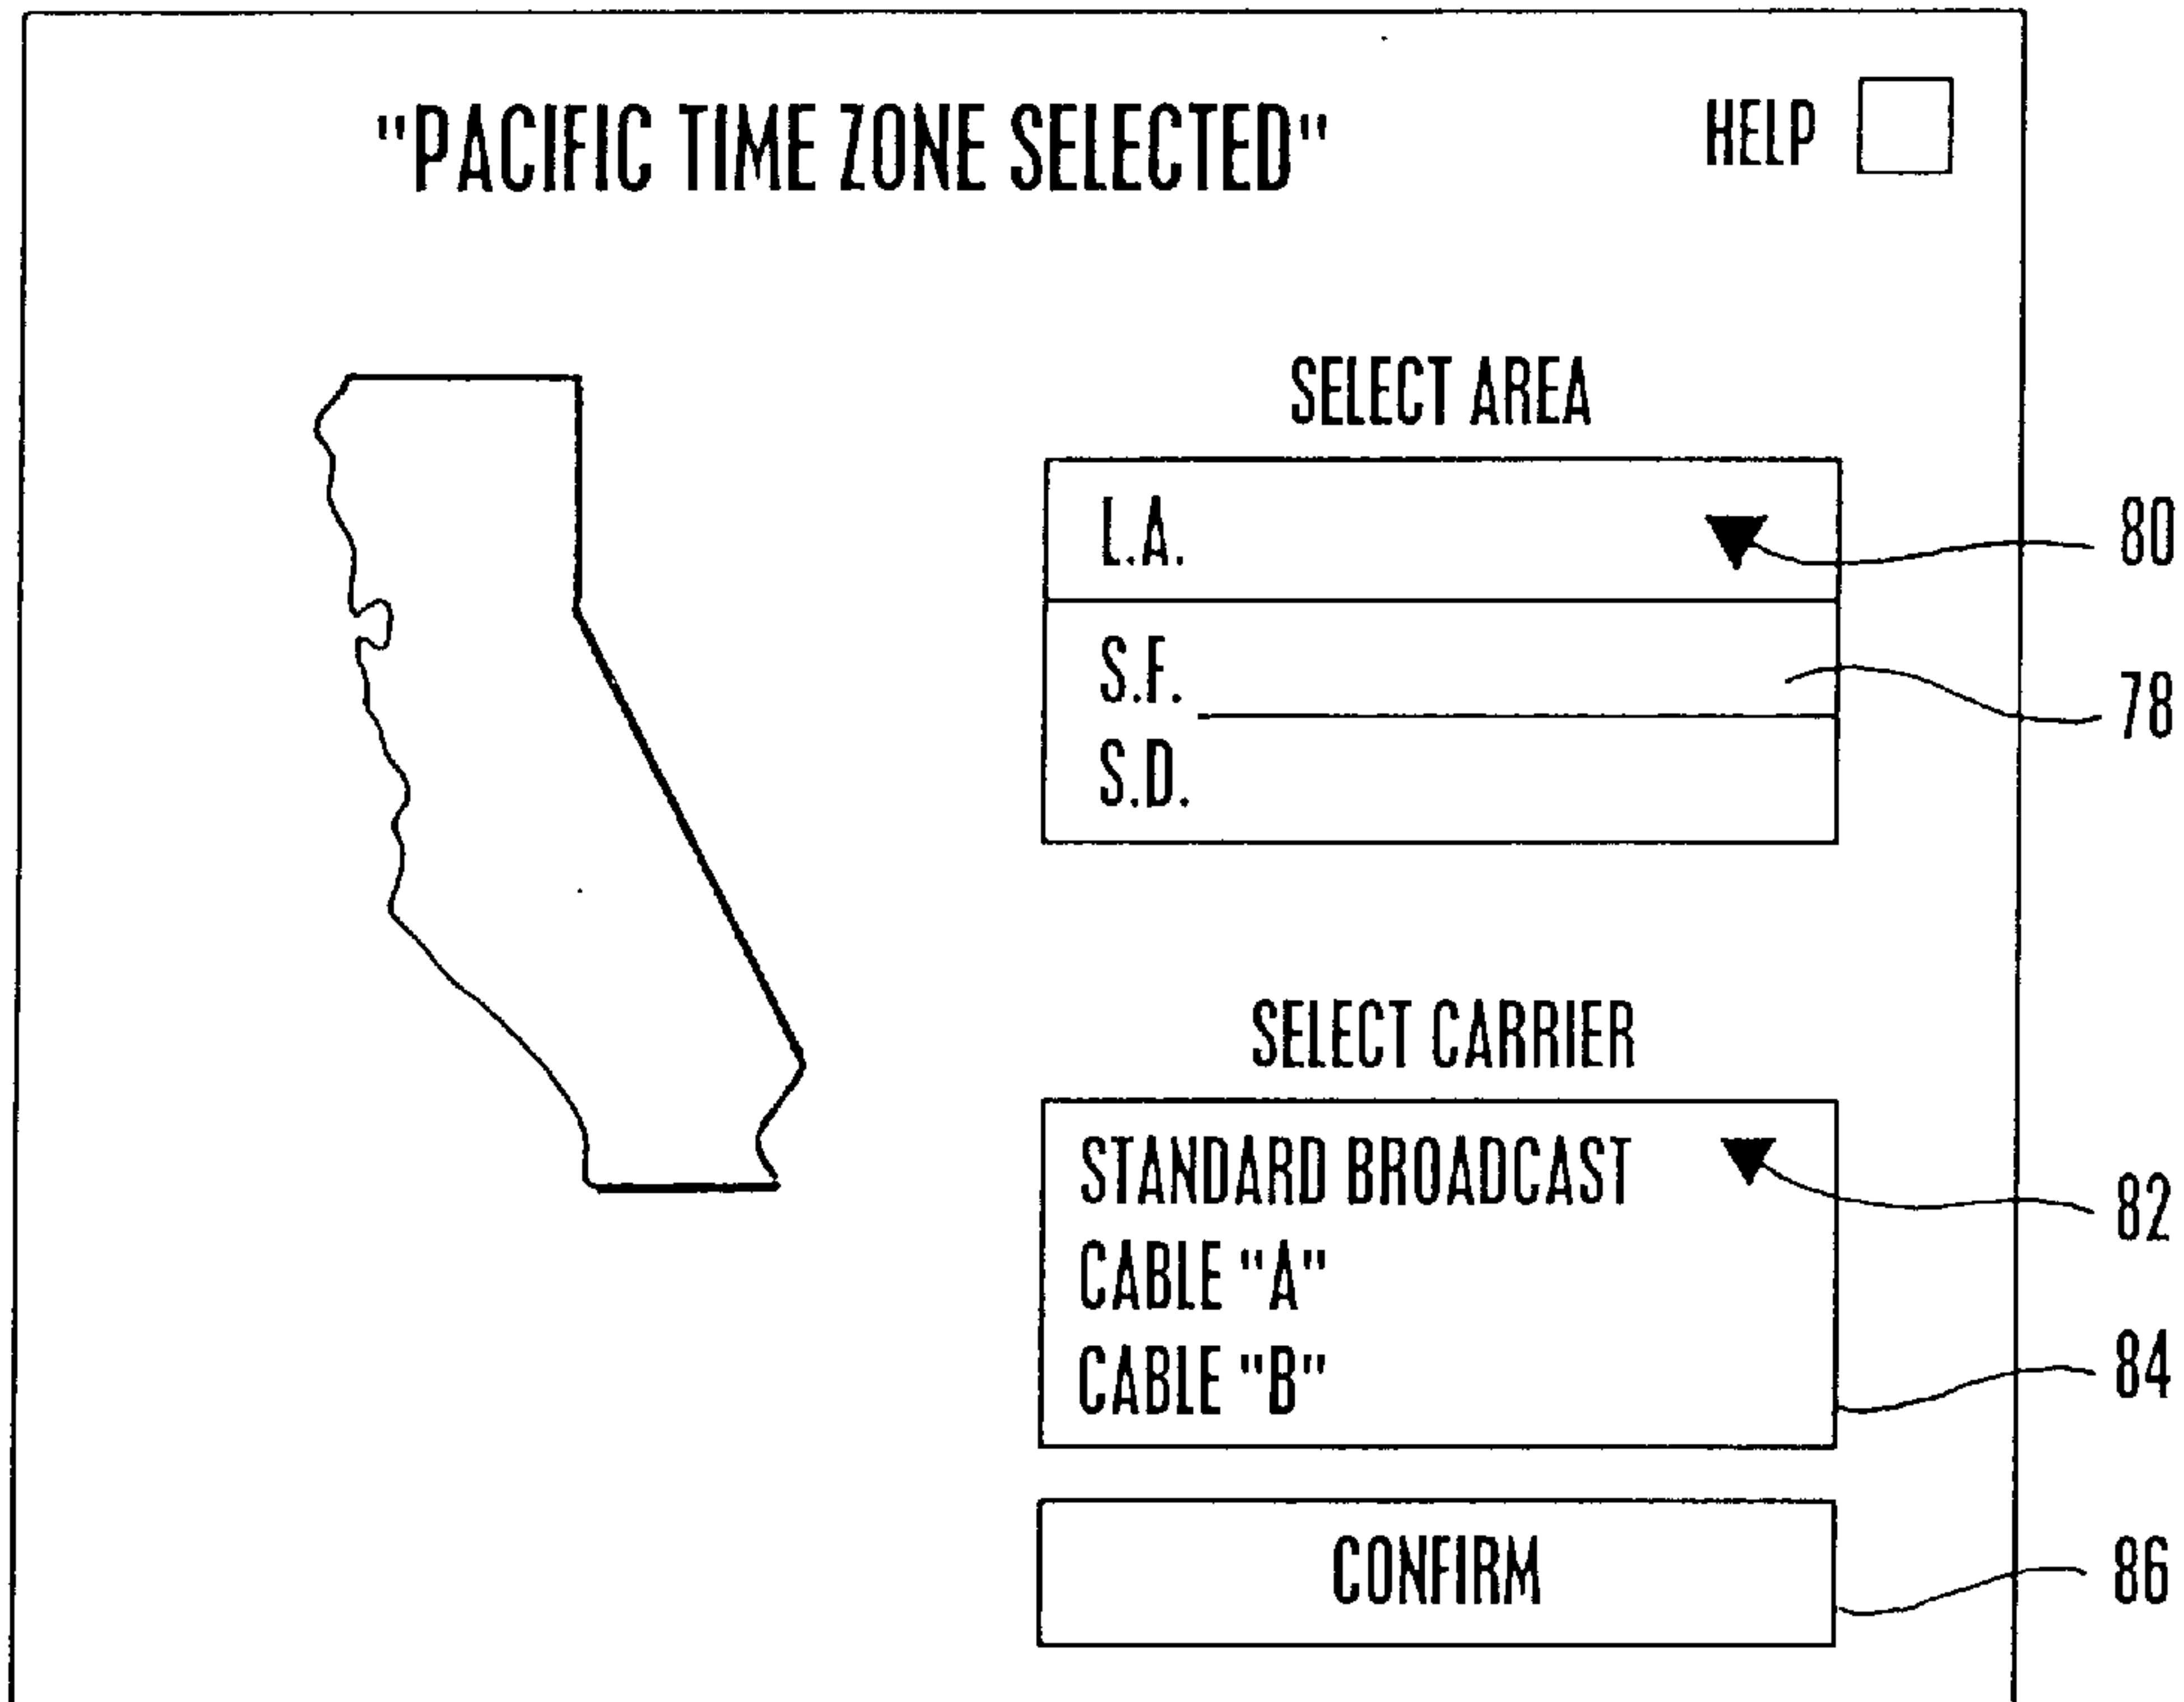 "PACIFIC TIME ZONE SELECTED"
HELP
SELECT AREA
L.A.
80
S.F.
78
S.D.
SELECT CARRIER
STANDARD BROADCAST
82
CABLE "A"
CABLE "B"
84
CONFIRM
86